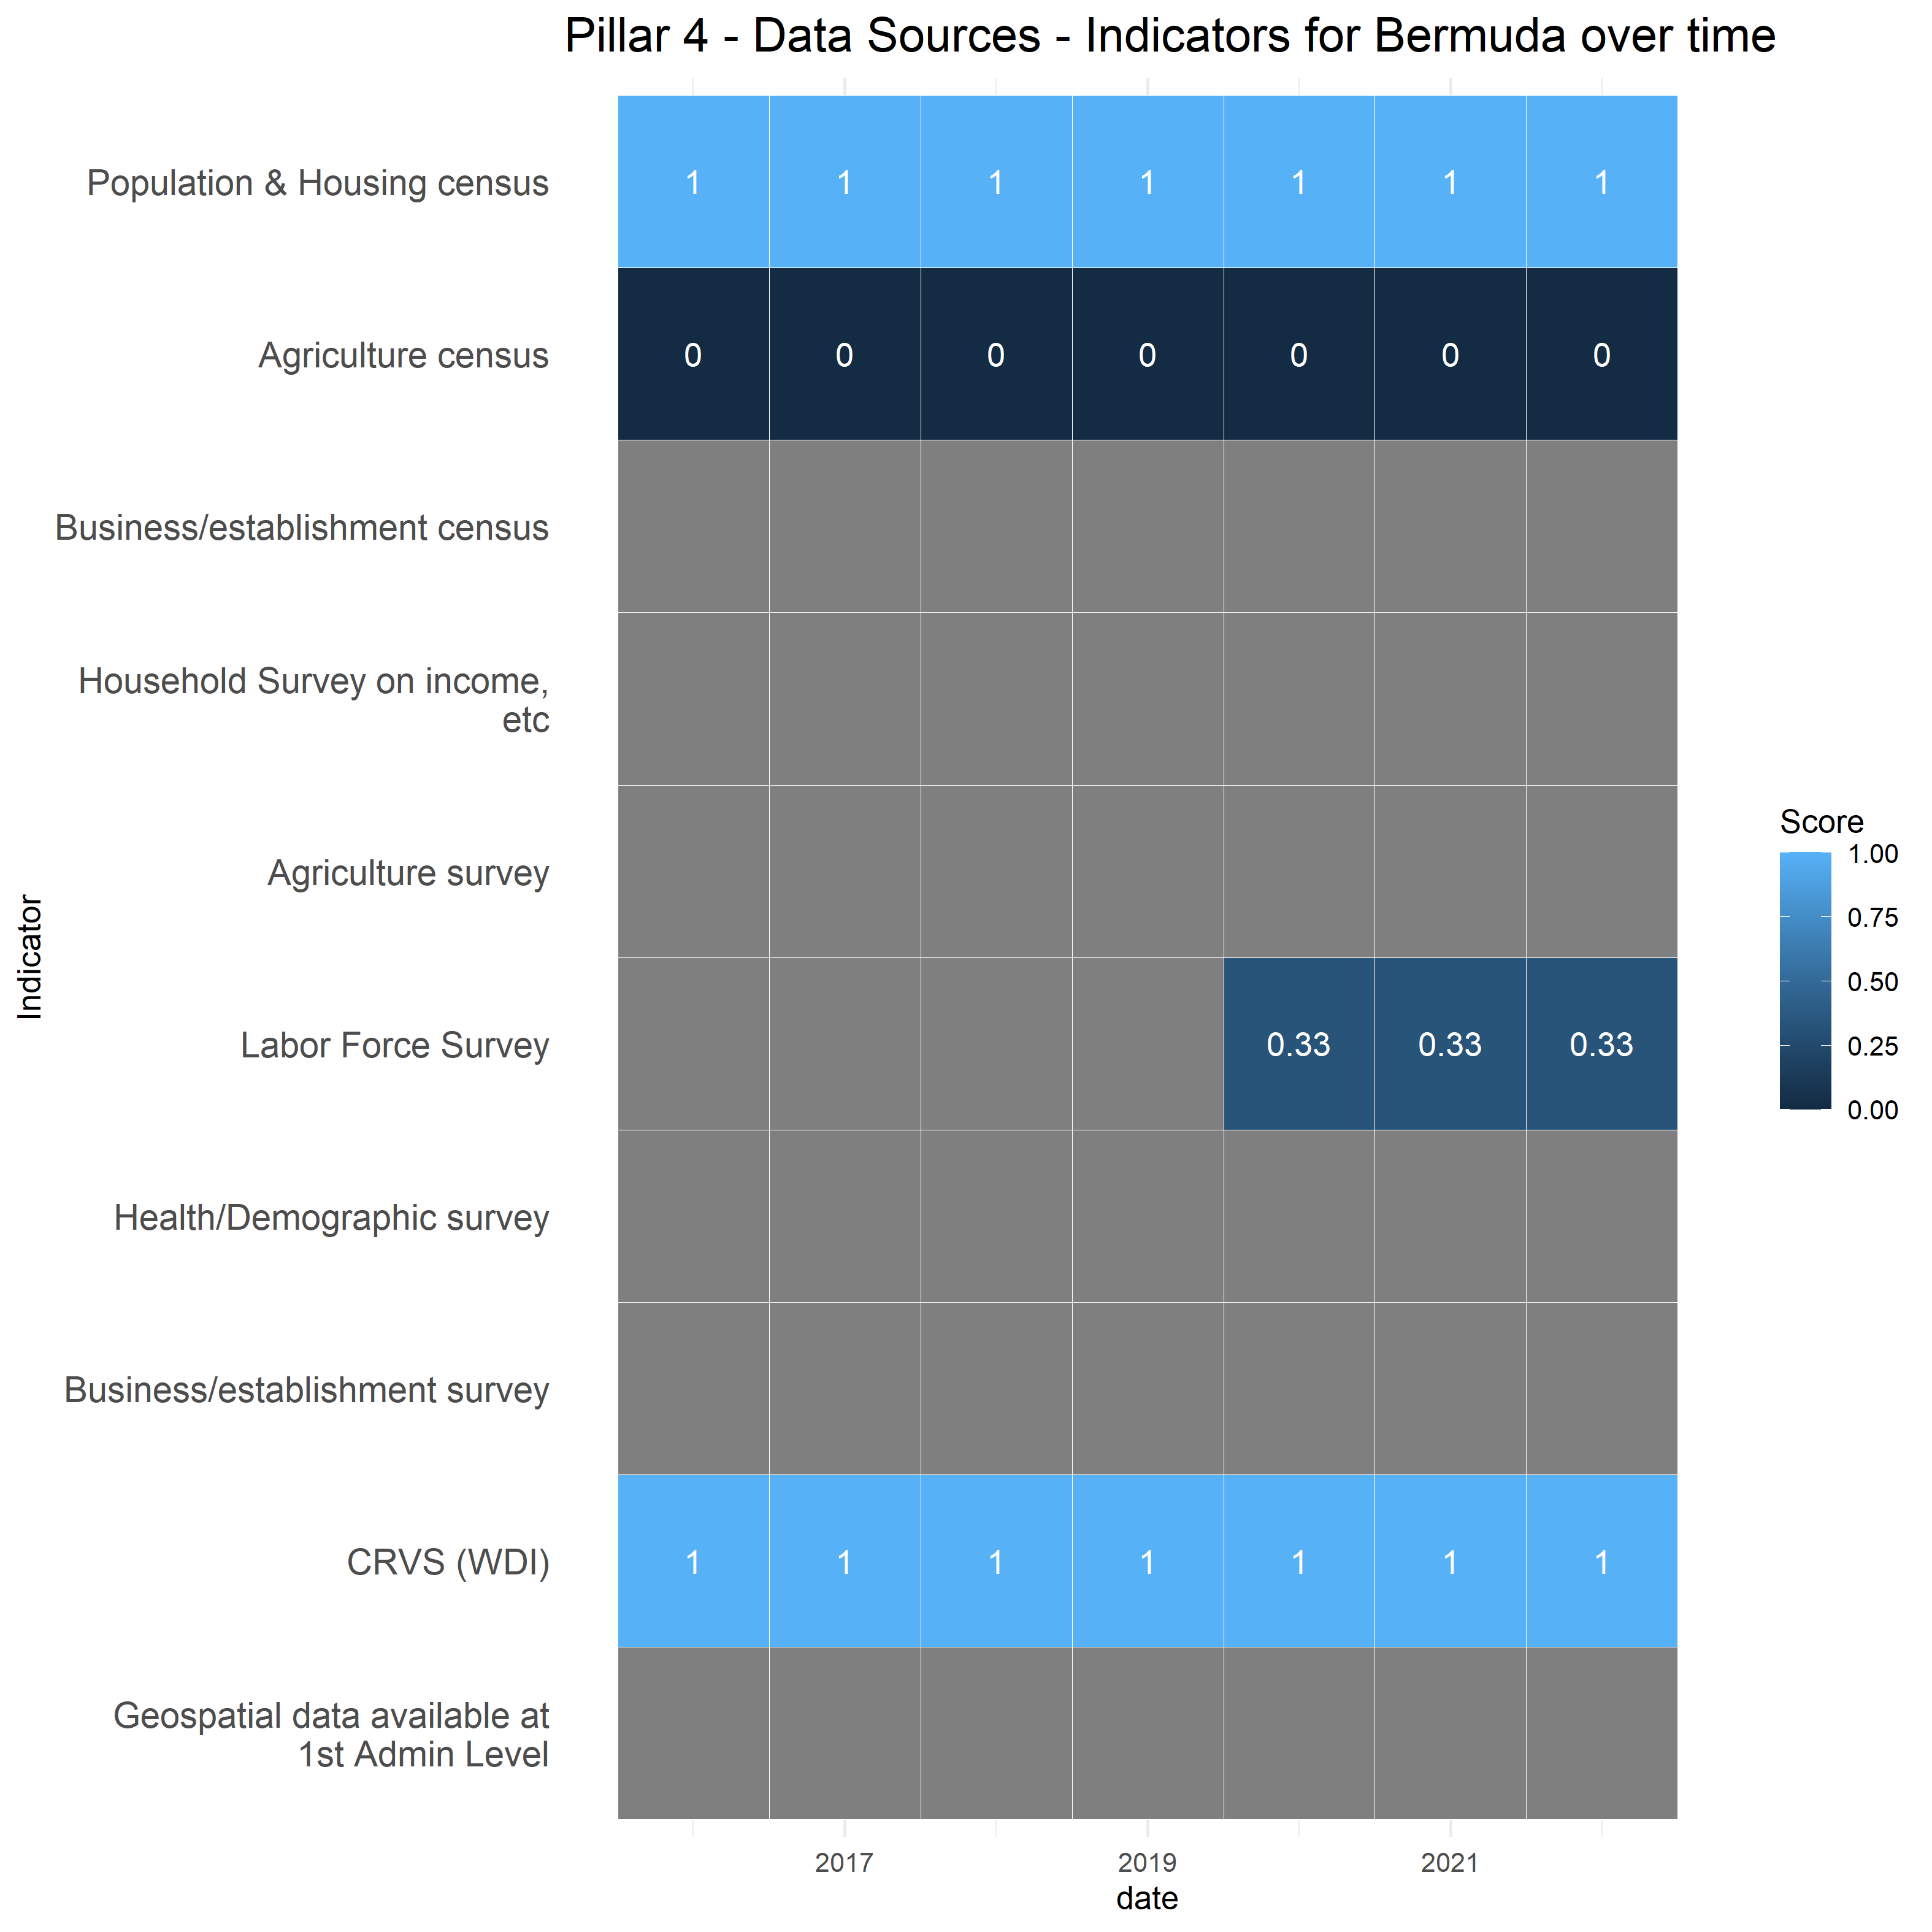 Pillar 4 - Data Sources - Indicators for Bermuda over time
Population & Housing census
1 1 1 1 1 1 1
Agriculture census
0 0 0 0 0 0 0
Business/establishment census
Household Survey on income,
etc
Agriculture survey
Labor Force Survey
0.33 0.33 0.33
Health/Demographic survey
Business/establishment survey
CRVS (WDI)
1 1 1 1 1 1 1
Geospatial data available at
1st Admin Level
Indicator
2017 2019 2021
date
Score
1.00
0.75
0.50
0.25
0.00